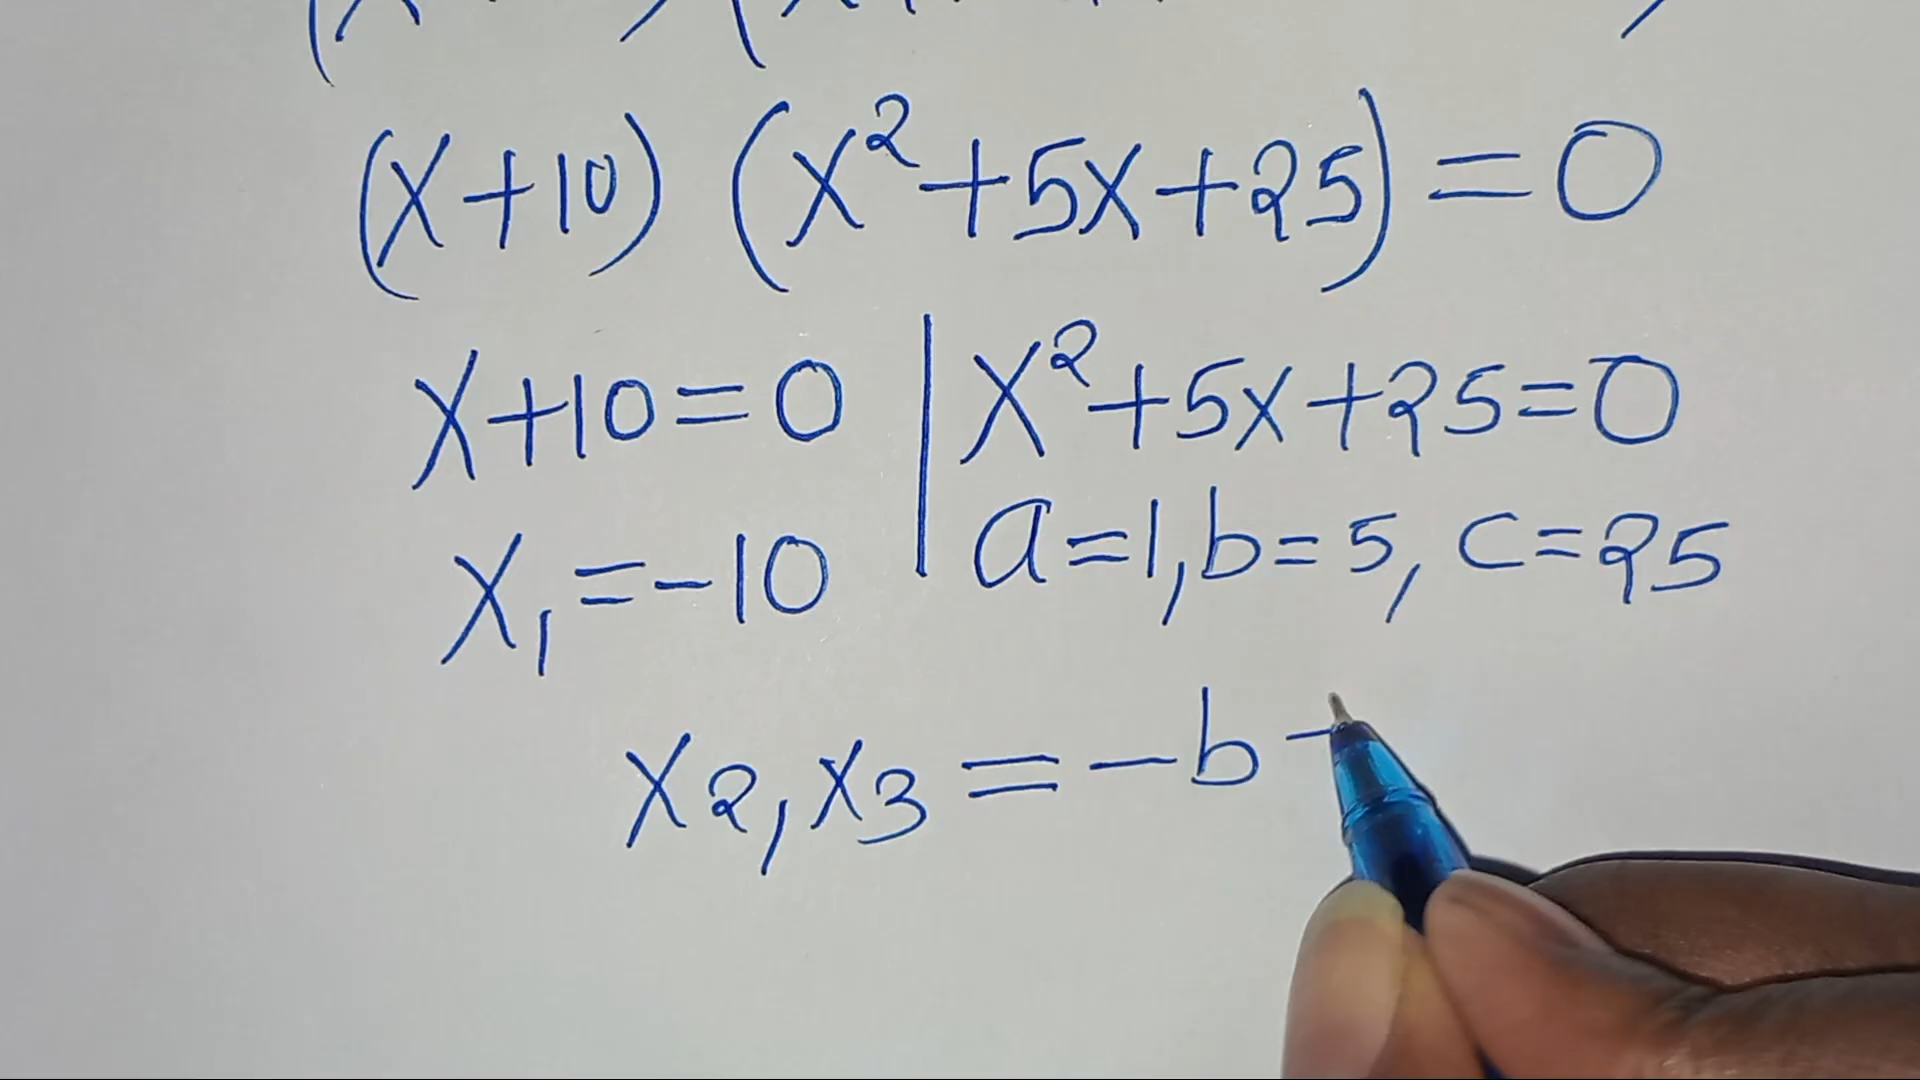 (x+10) (x²+5x+25)=0
x+10=0 | x²+5x+25=0
x₁=-10 | a=1, b=5, c=25
x₂, x₃ = -b -